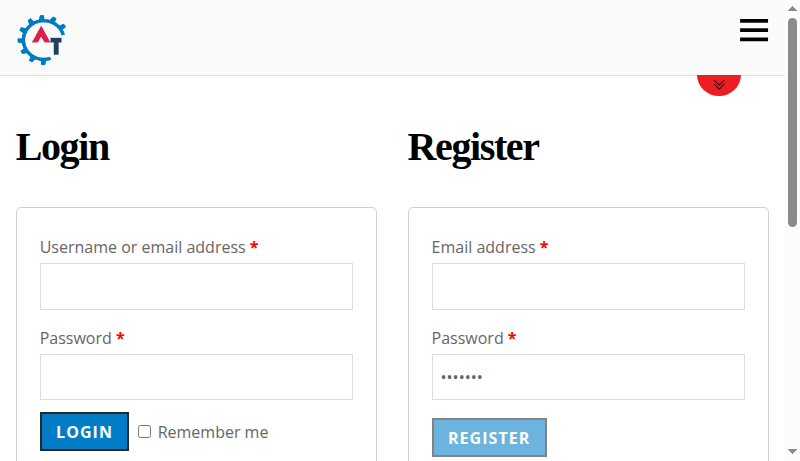 AT
Login
Username or email address *
Password *
LOGIN
Remember me
Register
Email address *
Password *
•••••••
REGISTER